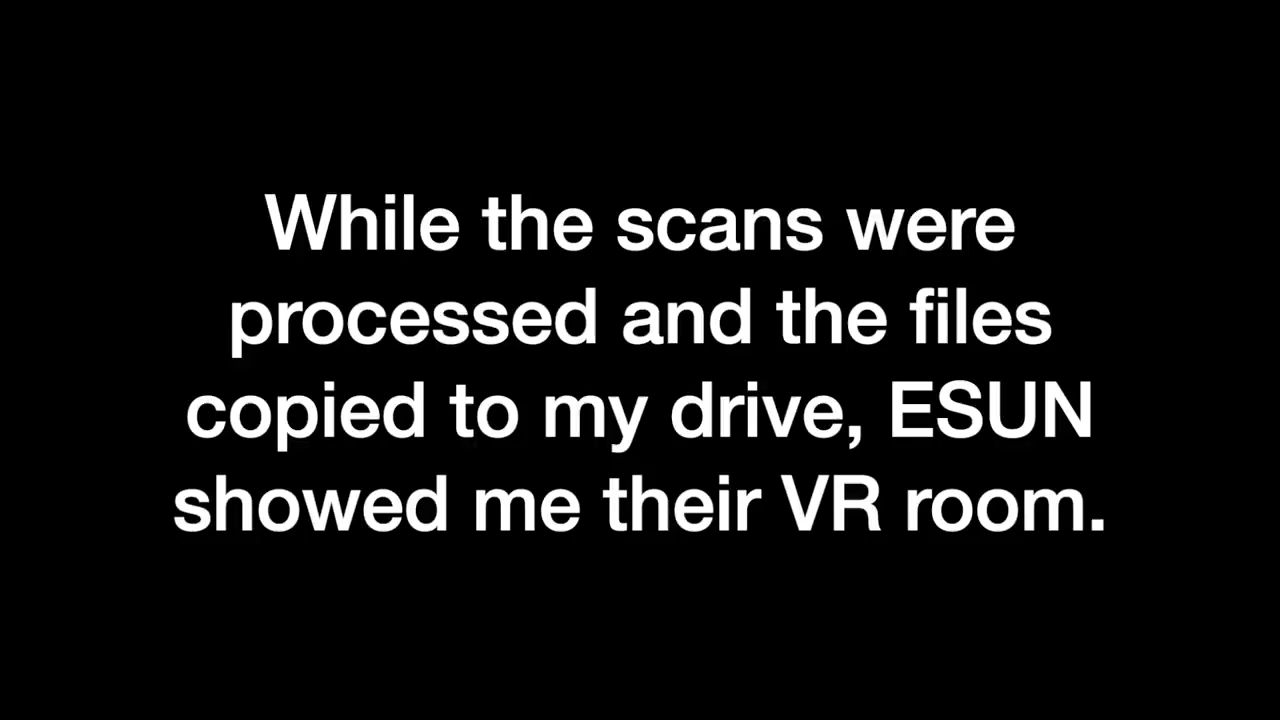 While the scans were
processed and the files
copied to my drive, ESUN
showed me their VR room.